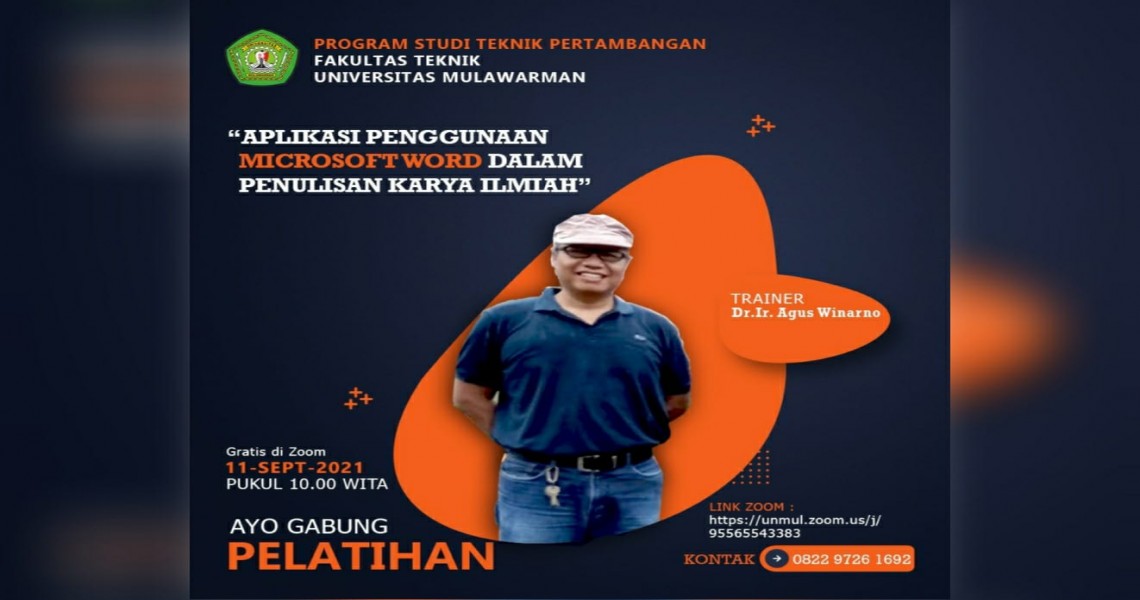 PROGRAM STUDI TEKNIK PERTAMBANGAN
FAKULTAS TEKNIK
UNIVERSITAS MULAWARMAN
“APLIKASI PENGGUNAAN
MICROSOFT WORD DALAM
PENULISAN KARYA ILMIAH”
TRAINER
Dr.Ir. Agus Winarno
Gratis di Zoom
11-SEPT-2021
PUKUL 10.00 WITA
AYO GABUNG
PELATIHAN
LINK ZOOM :
https://unmul.zoom.us/j/
95565543383
KONTAK 0822 9726 1692